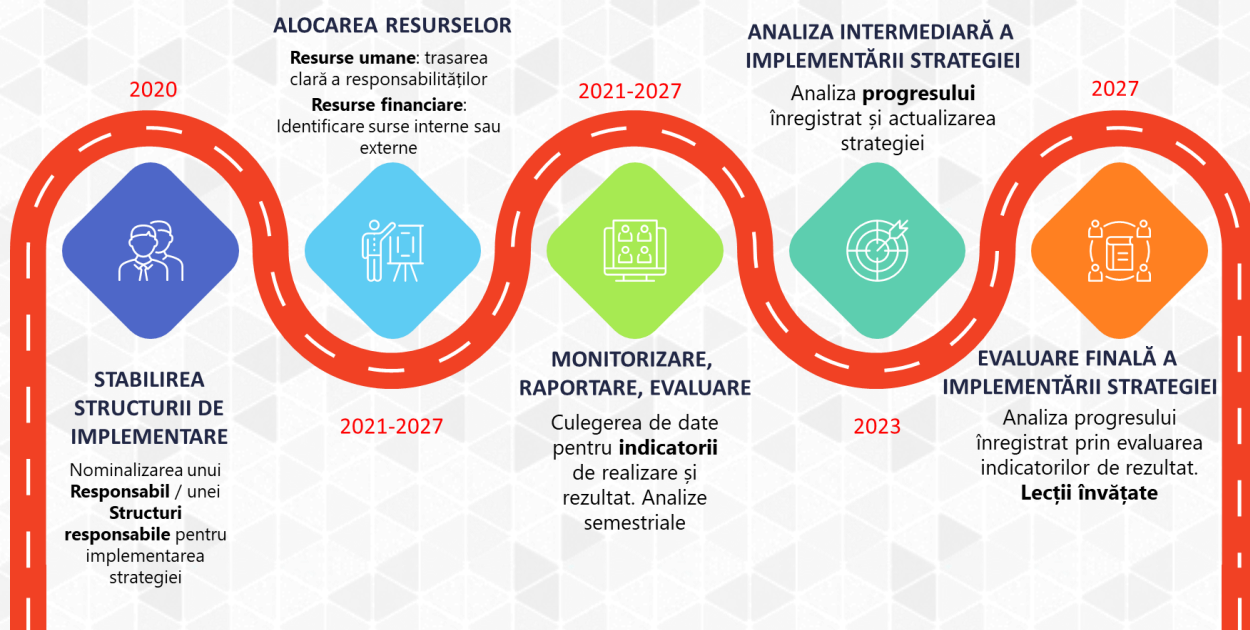 2020
STABILIREA
STRUCTURII DE
IMPLEMENTARE
Nominalizarea unui
Responsabil / unei
Structuri
responsabile pentru
implementarea
strategiei
ALOCAREA RESURSELOR
Resurse umane: trasarea
clară a responsabilităților
Resurse financiare:
Identificare surse interne sau
externe
2021-2027
2021-2027
MONITORIZARE,
RAPORTARE, EVALUARE
Culegerea de date
pentru indicatorii
de realizare și
rezultat. Analize
semestriale
ANALIZA INTERMEDIARĂ A
IMPLEMENTĂRII STRATEGIEI
Analiza progresului
înregistrat și actualizarea
strategiei
2023
2027
EVALUARE FINALĂ A
IMPLEMENTĂRII STRATEGIEI
Analiza progresului
înregistrat prin evaluarea
indicatorilor de rezultat.
Lecții învățate